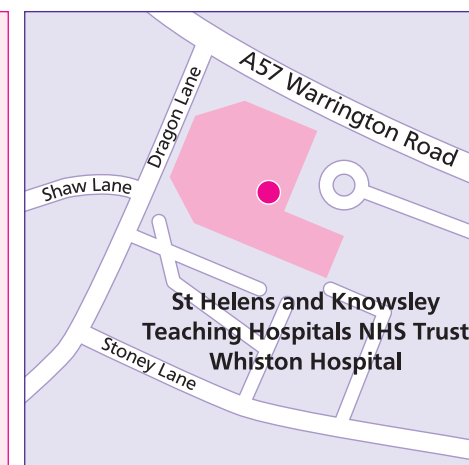 A57 Warrington Road
Dragon Lane
Shaw Lane
St Helens and Knowsley
Teaching Hospitals NHS Trust
Whiston Hospital
Stoney Lane